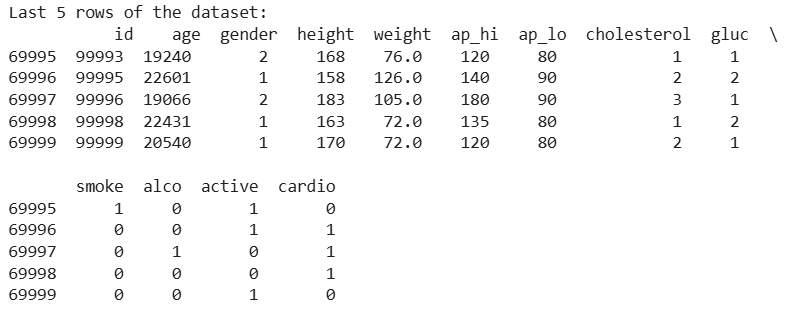 Last 5 rows of the dataset:
id age gender height weight ap_hi ap_lo cholesterol gluc \
69995 99993 19240 2 168 76.0 120 80 1 1
69996 99995 22601 1 158 126.0 140 90 2 2
69997 99996 19066 2 183 105.0 180 90 3 1
69998 99998 22431 1 163 72.0 135 80 1 2
69999 99999 20540 1 170 72.0 120 80 2 1
smoke alco active cardio
69995 1 0 1 0
69996 0 0 1 1
69997 0 1 0 1
69998 0 0 0 1
69999 0 0 1 0